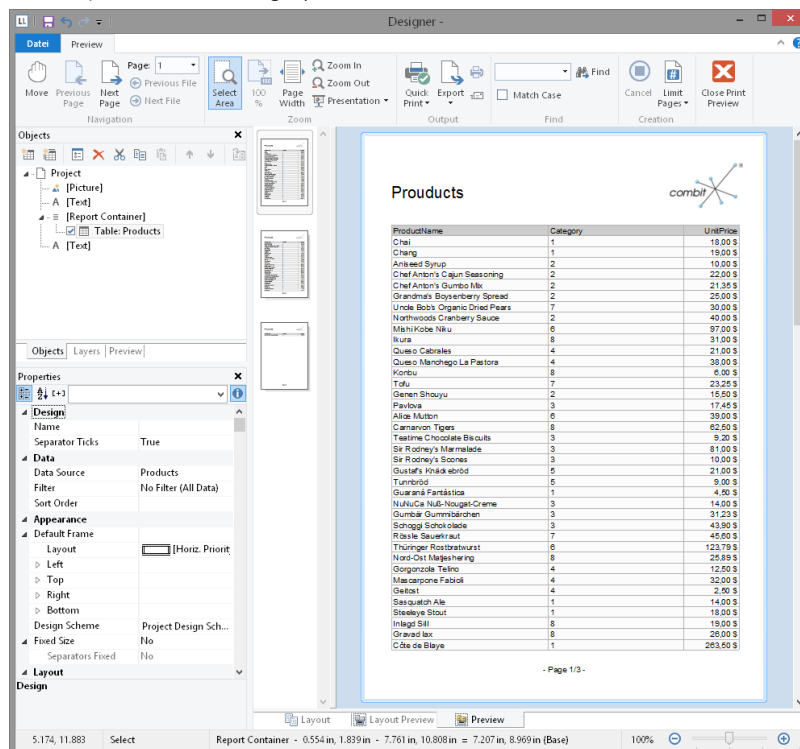 LL
Designer -
Datei Preview
Move
Previous Page
Next Page
Page: 1
Previous File
Next File
Navigation
Select Area
100 %
Page Width
Zoom In
Zoom Out
Presentation
Zoom
Quick Print
Export
Output
Find
Match Case
Find
Cancel
Limit Pages
Creation
Close Print Preview
Objects
Project
[Picture]
A [Text]
[Report Container]
Table: Products
A [Text]
Objects Layers Preview
Properties
Design
Name
Separator Ticks True
Data
Data Source Products
Filter No Filter (All Data)
Sort Order
Appearance
Default Frame
Layout [Horiz. Priorit
Left
Top
Right
Bottom
Design Scheme Project Design Sch...
Fixed Size No
Separators Fixed No
Layout
Design
Prouducts
combit
ProductName Category UnitPrice
Chai 1 18,00 $
Chang 1 19,00 $
Aniseed Syrup 2 10,00 $
Chef Anton's Cajun Seasoning 2 22,00 $
Chef Anton's Gumbo Mix 2 21,35 $
Grandma's Boysenberry Spread 2 25,00 $
Uncle Bob's Organic Dried Pears 7 30,00 $
Northwoods Cranberry Sauce 2 40,00 $
Mishi Kobe Niku 6 97,00 $
Ikura 8 31,00 $
Queso Cabrales 4 21,00 $
Queso Manchego La Pastora 4 38,00 $
Konbu 8 6,00 $
Tofu 7 23,25 $
Genen Shouyu 2 15,50 $
Pavlova 3 17,45 $
Alice Mutton 6 39,00 $
Carnarvon Tigers 8 62,50 $
Teatime Chocolate Biscuits 3 9,20 $
Sir Rodney's Marmalade 3 81,00 $
Sir Rodney's Scones 3 10,00 $
Gustaf's Knäckebröd 5 21,00 $
Tunnbröd 5 9,00 $
Guaraná Fantástica 1 4,50 $
NuNuCa Nuß-Nougat-Creme 3 14,00 $
Gumbär Gummibärchen 3 31,23 $
Schoggi Schokolade 3 43,90 $
Rössle Sauerkraut 7 45,60 $
Thüringer Rostbratwurst 6 123,79 $
Nord-Ost Matjeshering 8 25,89 $
Gorgonzola Telino 4 12,50 $
Mascarpone Fabioli 4 32,00 $
Geitost 4 2,50 $
Sasquatch Ale 1 14,00 $
Steeleye Stout 1 18,00 $
Inlagd Sill 8 19,00 $
Gravad lax 8 26,00 $
Côte de Blaye 1 263,50 $
- Page 1/3 -
Layout Layout Preview Preview
5.174, 11.883 Select Report Container - 0.554 in, 1.839 in - 7.761 in, 10.808 in = 7.207 in, 8.969 in (Base) 100%